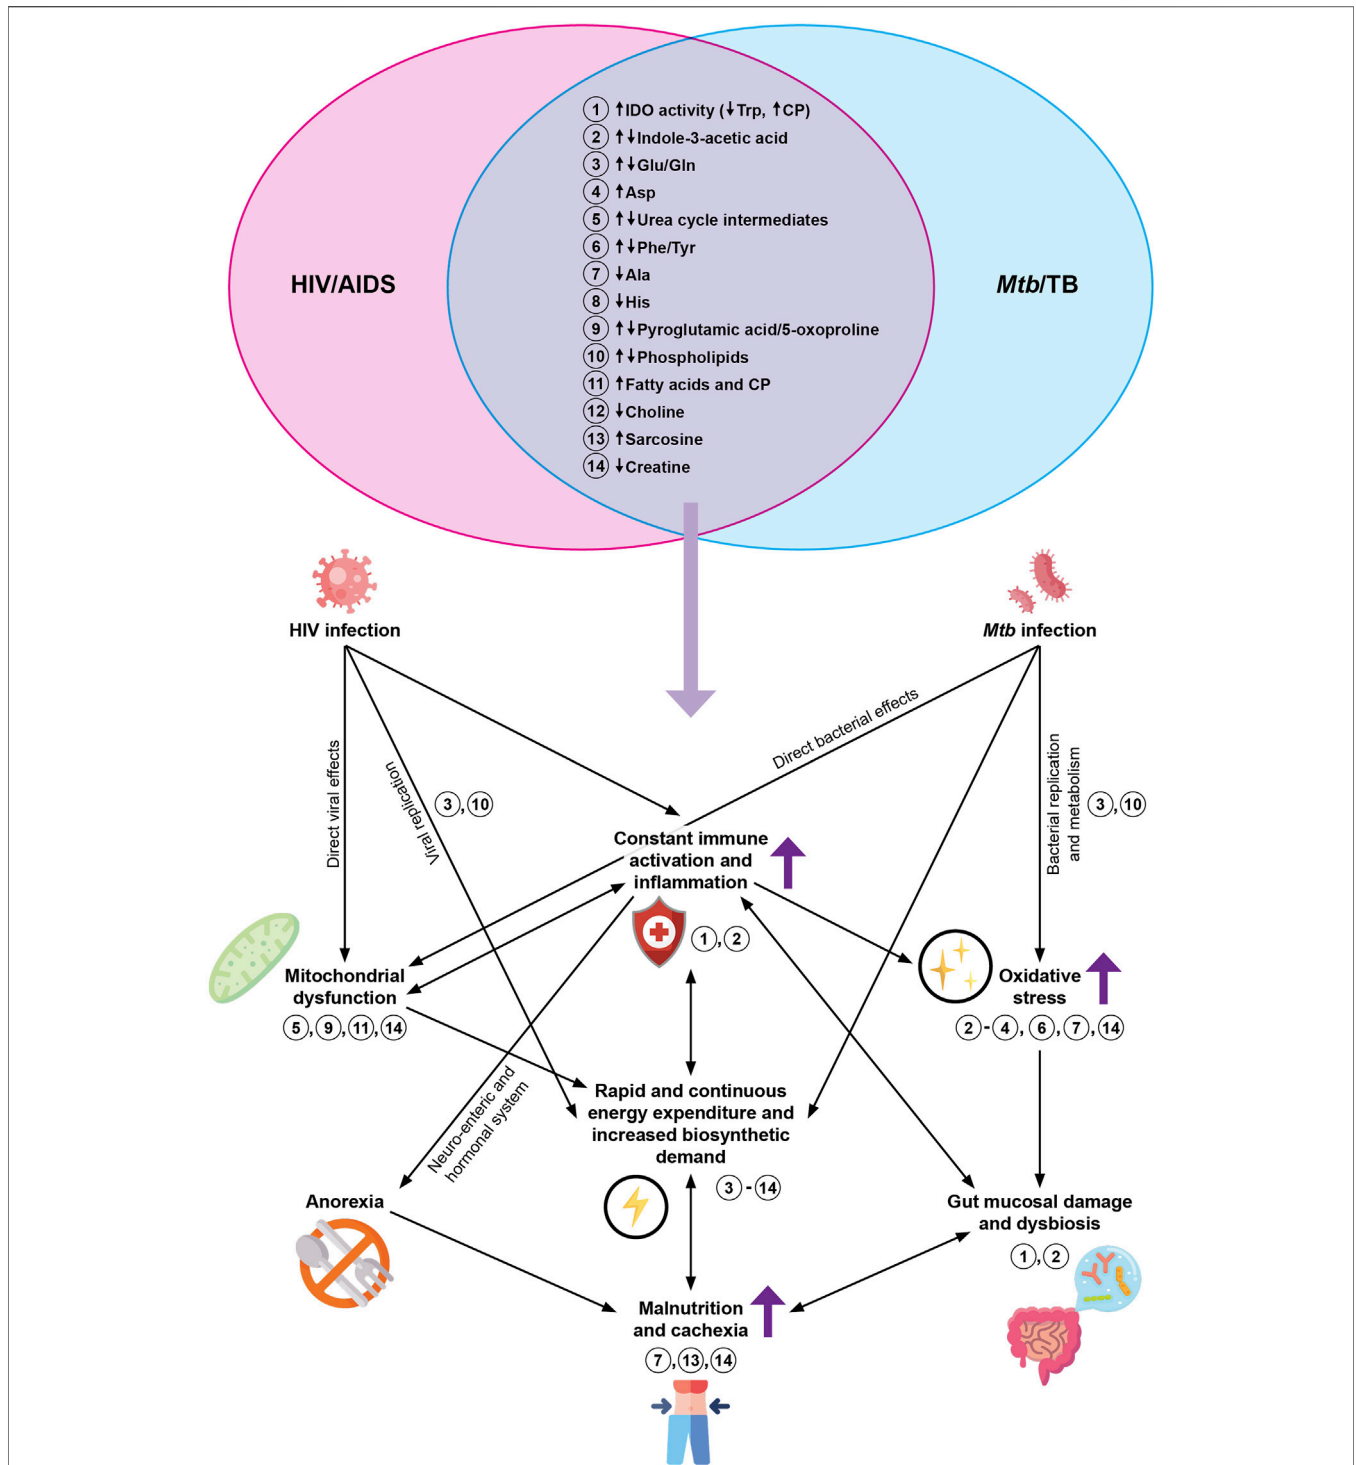 1 ↑IDO activity (↓Trp, ↑CP)
2 ↑↓Indole-3-acetic acid
3 ↑↓Glu/Gln
4 ↑Asp
5 ↑↓Urea cycle intermediates
6 ↑↓Phe/Tyr
7 ↓Ala
8 ↓His
9 ↑↓Pyroglutamic acid/5-oxoproline
10 ↑↓Phospholipids
11 ↑Fatty acids and CP
12 ↓Choline
13 ↑Sarcosine
14 ↓Creatine
HIV/AIDS
Mtb/TB
HIV infection
Mtb infection
Direct viral effects
Viral replication
3, 10
Direct bacterial effects
Bacterial replication
and metabolism
3, 10
Constant immune
activation and
inflammation
1, 2
Mitochondrial
dysfunction
5, 9, 11, 14
Oxidative
stress
2-4, 6, 7, 14
Neuro-enteric and
hormonal system
Rapid and continuous
energy expenditure and
increased biosynthetic
demand
3-14
Anorexia
Gut mucosal damage
and dysbiosis
1, 2
Malnutrition
and cachexia
7, 13, 14